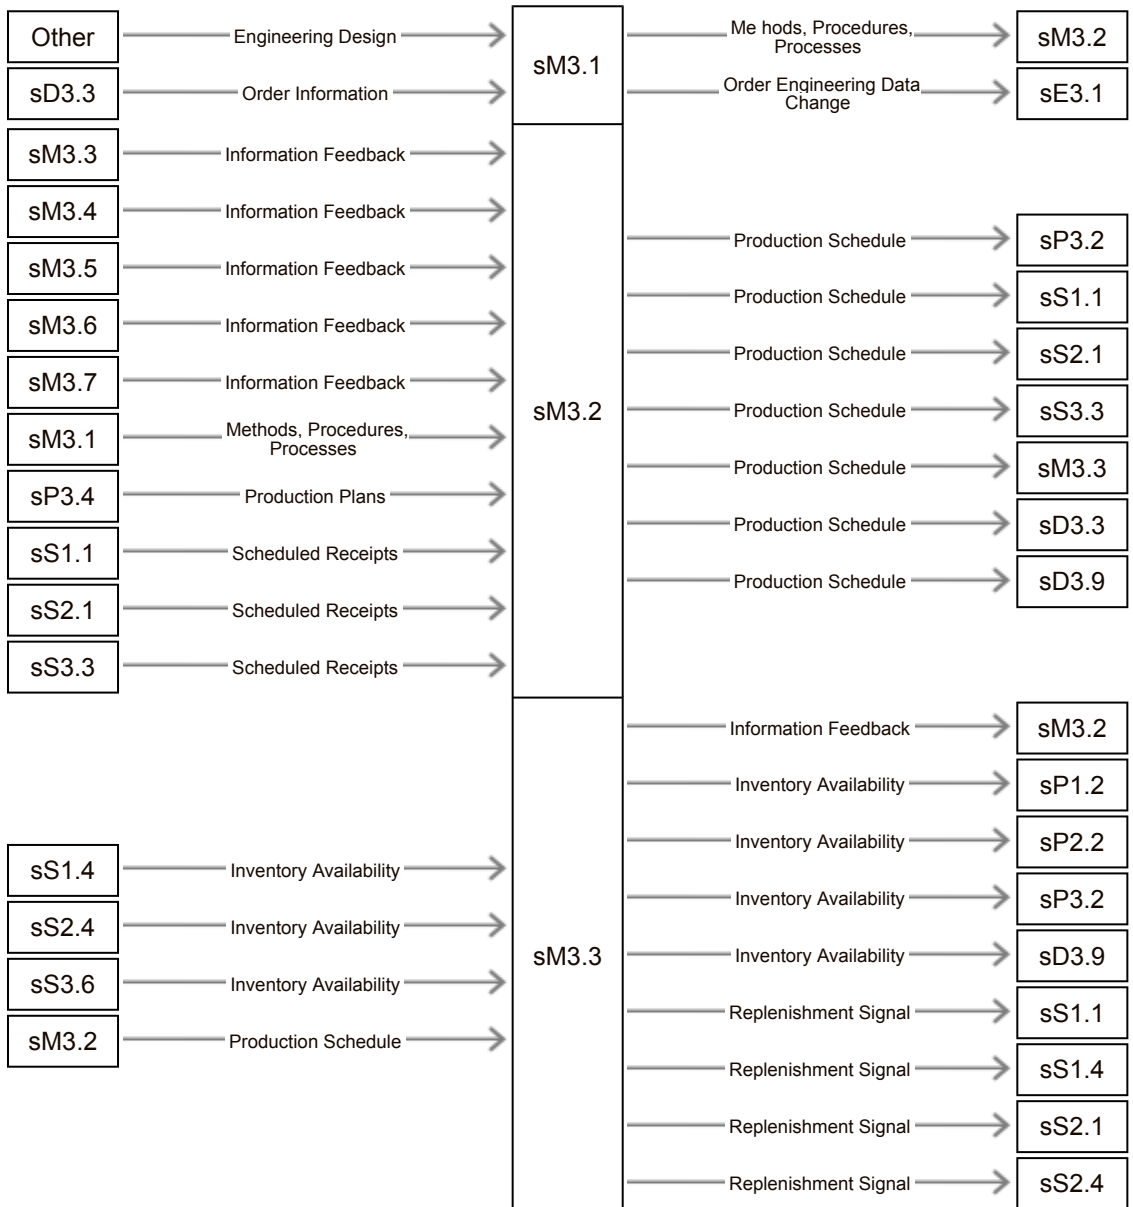 Other
Engineering Design
sD3.3
Order Information
sM3.1
Me hods, Procedures,
Processes
sM3.2
Order Engineering Data
Change
sE3.1
sM3.3
Information Feedback
sM3.4
Information Feedback
sM3.5
Information Feedback
sM3.6
Information Feedback
sM3.7
Information Feedback
sM3.1
Methods, Procedures,
Processes
sP3.4
Production Plans
sS1.1
Scheduled Receipts
sS2.1
Scheduled Receipts
sS3.3
Scheduled Receipts
sM3.2
Production Schedule
sP3.2
Production Schedule
sS1.1
Production Schedule
sS2.1
Production Schedule
sS3.3
Production Schedule
sM3.3
Production Schedule
sD3.3
Production Schedule
sD3.9
sS1.4
Inventory Availability
sS2.4
Inventory Availability
sS3.6
Inventory Availability
sM3.2
Production Schedule
sM3.3
Information Feedback
sM3.2
Inventory Availability
sP1.2
Inventory Availability
sP2.2
Inventory Availability
sP3.2
Inventory Availability
sD3.9
Replenishment Signal
sS1.1
Replenishment Signal
sS1.4
Replenishment Signal
sS2.1
Replenishment Signal
sS2.4